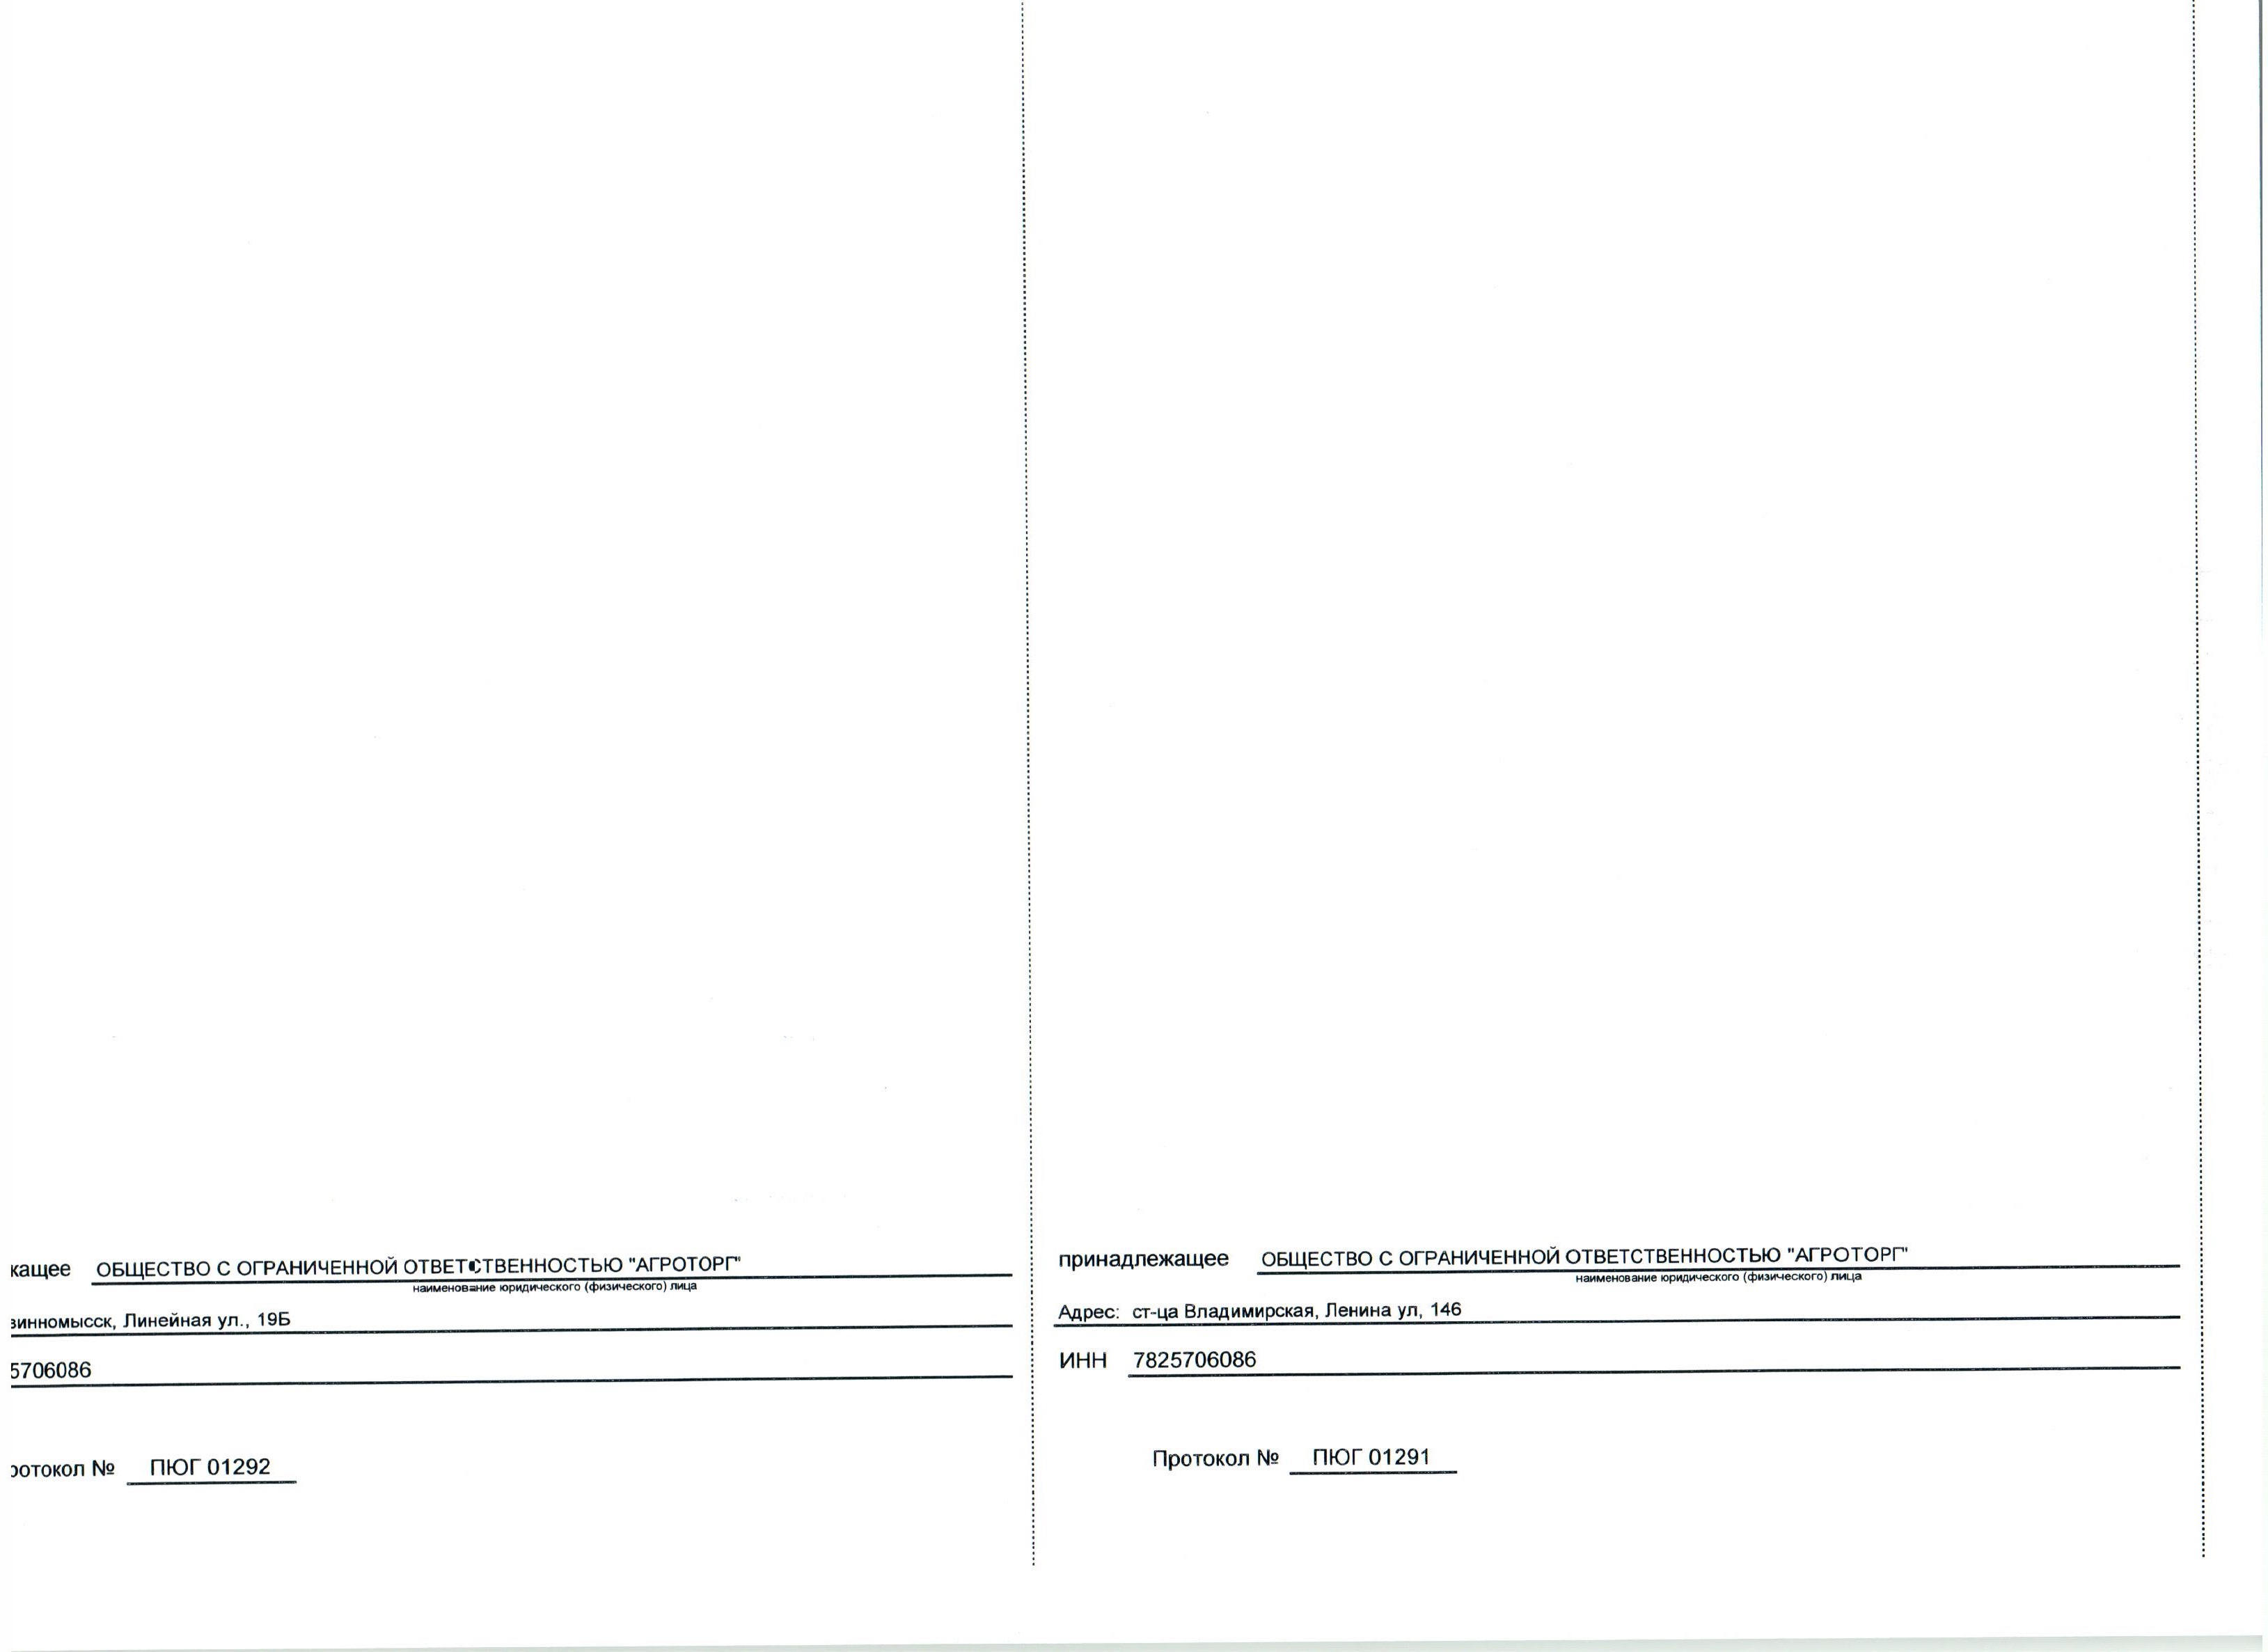 кащее ОБЩЕСТВО С ОГРАНИЧЕННОЙ ОТВЕТСТВЕННОСТЬЮ "АГРОТОРГ"
наименование юридического (физического) лица
винномысск, Линейная ул., 19Б
5706086
ротокол № ПЮГ 01292
принадлежащее ОБЩЕСТВО С ОГРАНИЧЕННОЙ ОТВЕТСТВЕННОСТЬЮ "АГРОТОРГ"
наименование юридического (физического) лица
Адрес: ст-ца Владимирская, Ленина ул, 146
ИНН 7825706086
Протокол № ПЮГ 01291